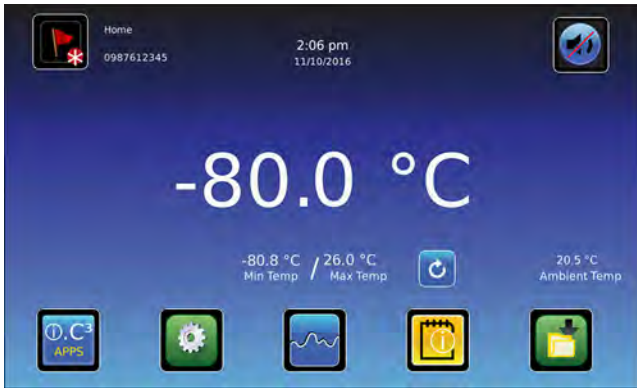 Home
0987612345
2:06 pm
11/10/2016
-80.0 °C
-80.8 °C / 26.0 °C
Min Temp Max Temp
20.5 °C
Ambient Temp
i.C³
APPS
i